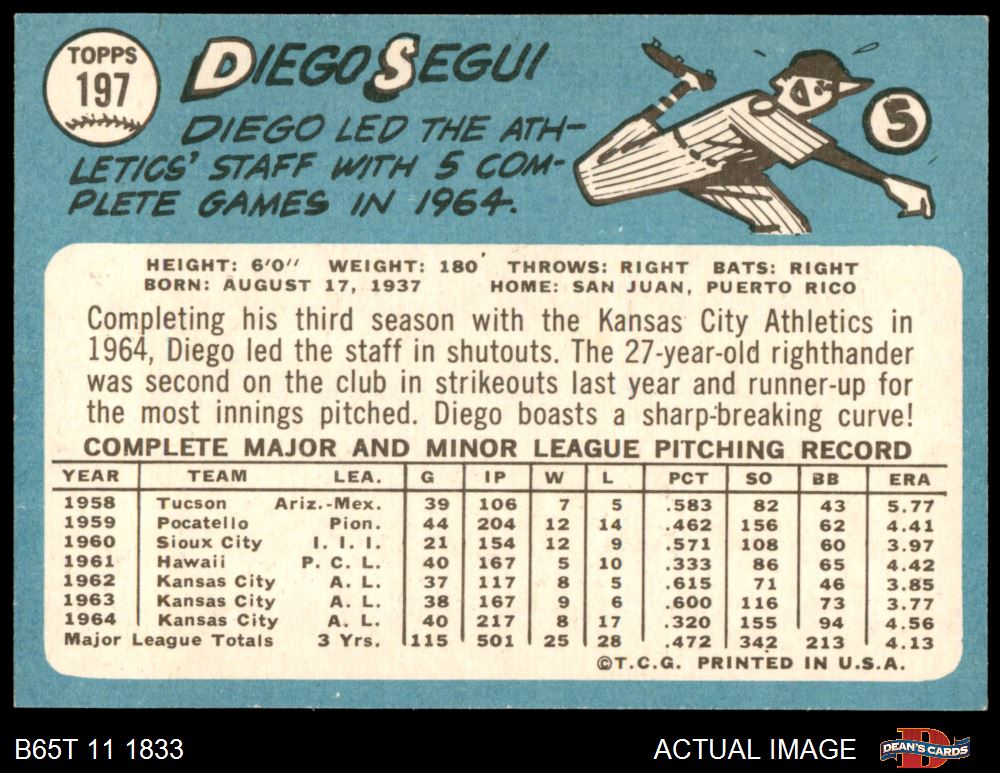 TOPPS
197
DIEGO SEGUI
DIEGO LED THE ATH-
LETICS' STAFF WITH 5 COM-
PLETE GAMES IN 1964.
5
HEIGHT: 6'0" WEIGHT: 180 THROWS: RIGHT BATS: RIGHT
BORN: AUGUST 17, 1937 HOME: SAN JUAN, PUERTO RICO
Completing his third season with the Kansas City Athletics in
1964, Diego led the staff in shutouts. The 27-year-old righthander
was second on the club in strikeouts last year and runner-up for
the most innings pitched. Diego boasts a sharp-breaking curve!
COMPLETE MAJOR AND MINOR LEAGUE PITCHING RECORD
YEAR TEAM LEA. G IP W L PCT SO BB ERA
1958 Tucson Ariz.-Mex. 39 106 7 5 .583 82 43 5.77
1959 Pocatello Pion. 44 204 12 14 .462 156 62 4.41
1960 Sioux City I. I. I. 21 154 12 9 .571 108 60 3.97
1961 Hawaii P. C. L. 40 167 5 10 .333 86 65 4.42
1962 Kansas City A. L. 37 117 8 5 .615 71 46 3.85
1963 Kansas City A. L. 38 167 9 6 .600 116 73 3.77
1964 Kansas City A. L. 40 217 8 17 .320 155 94 4.56
Major League Totals 3 Yrs. 115 501 25 28 .472 342 213 4.13
©T.C.G. PRINTED IN U.S.A.
B65T 11 1833 ACTUAL IMAGE DEAN'S CARDS